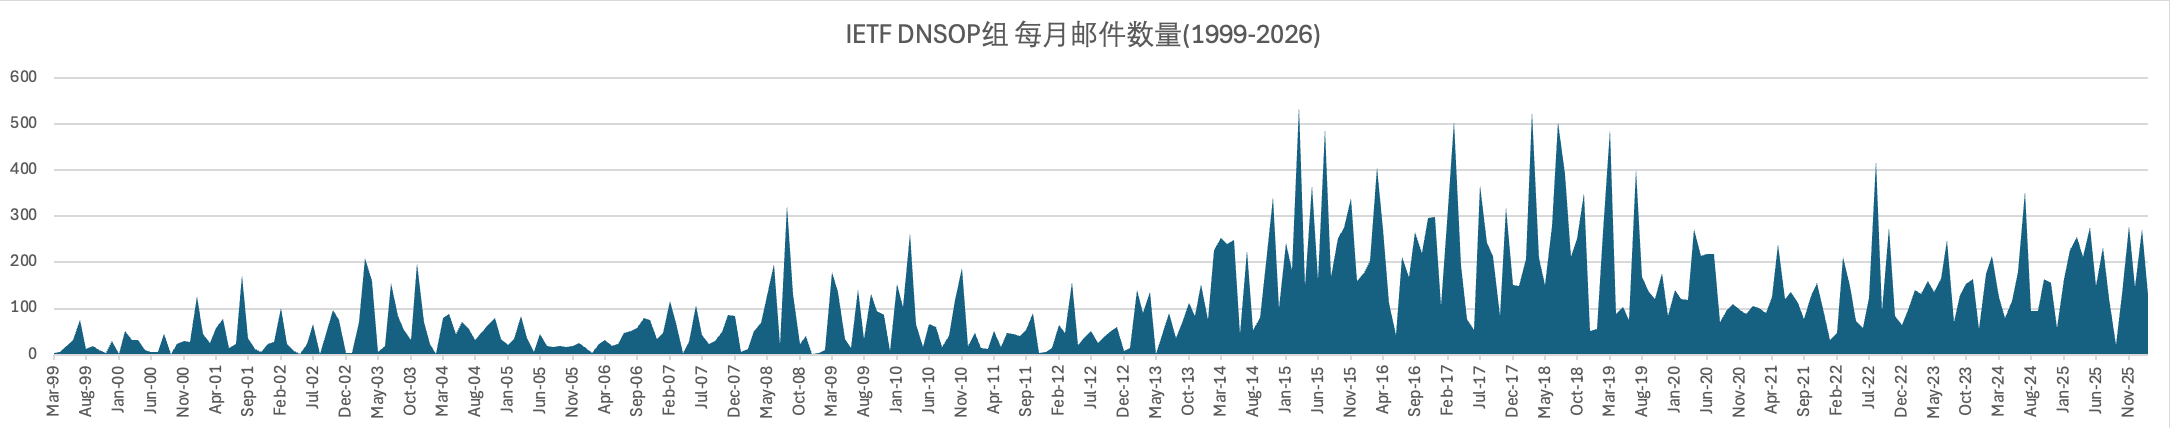 IETF DNSOP组 每月邮件数量(1999-2026)
600
500
400
300
200
100
0
Mar-99
Aug-99
Jan-00
Jun-00
Nov-00
Apr-01
Sep-01
Feb-02
Jul-02
Dec-02
May-03
Oct-03
Mar-04
Aug-04
Jan-05
Jun-05
Nov-05
Apr-06
Sep-06
Feb-07
Jul-07
Dec-07
May-08
Oct-08
Mar-09
Aug-09
Jan-10
Jun-10
Nov-10
Apr-11
Sep-11
Feb-12
Jul-12
Dec-12
May-13
Oct-13
Mar-14
Aug-14
Jan-15
Jun-15
Nov-15
Apr-16
Sep-16
Feb-17
Jul-17
Dec-17
May-18
Oct-18
Mar-19
Aug-19
Jan-20
Jun-20
Nov-20
Apr-21
Sep-21
Feb-22
Jul-22
Dec-22
May-23
Oct-23
Mar-24
Aug-24
Jan-25
Jun-25
Nov-25